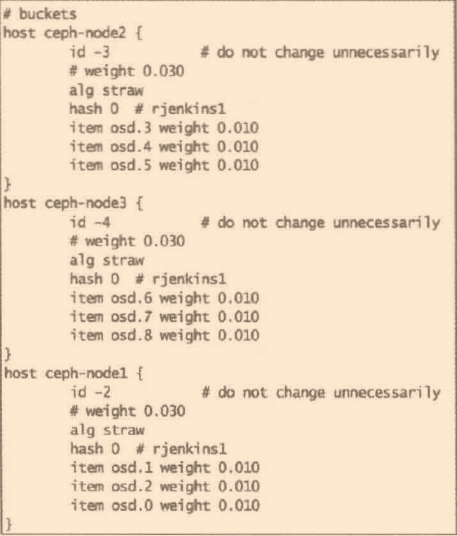 # buckets
host ceph-node2 {
id -3 # do not change unnecessarily
# weight 0.030
alg straw
hash 0 # rjenkins1
item osd.3 weight 0.010
item osd.4 weight 0.010
item osd.5 weight 0.010
}
host ceph-node3 {
id -4 # do not change unnecessarily
# weight 0.030
alg straw
hash 0 # rjenkins1
item osd.6 weight 0.010
item osd.7 weight 0.010
item osd.8 weight 0.010
}
host ceph-node1 {
id -2 # do not change unnecessarily
# weight 0.030
alg straw
hash 0 # rjenkins1
item osd.1 weight 0.010
item osd.2 weight 0.010
item osd.0 weight 0.010
}